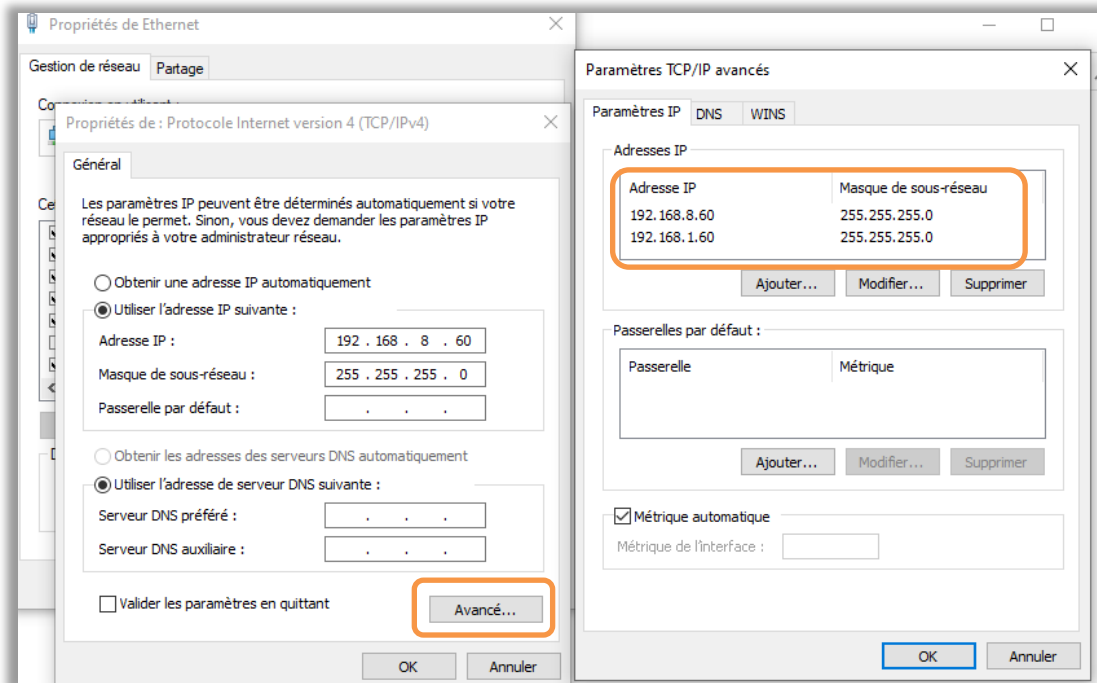 Propriétés de Ethernet
Gestion de réseau
Partage
Propriétés de : Protocole Internet version 4 (TCP/IPv4)
Général
Les paramètres IP peuvent être déterminés automatiquement si votre
réseau le permet. Sinon, vous devez demander les paramètres IP
appropriés à votre administrateur réseau.
Obtenir une adresse IP automatiquement
Utiliser l'adresse IP suivante :
Adresse IP :
192 . 168 . 8 . 60
Masque de sous-réseau :
255 . 255 . 255 . 0
Passerelle par défaut :
. . .
Obtenir les adresses des serveurs DNS automatiquement
Utiliser l'adresse de serveur DNS suivante :
Serveur DNS préféré :
. . .
Serveur DNS auxiliaire :
. . .
Valider les paramètres en quittant
Avancé...
OK
Annuler
Paramètres TCP/IP avancés
Paramètres IP
DNS
WINS
Adresses IP
Adresse IP
Masque de sous-réseau
192.168.8.60
255.255.255.0
192.168.1.60
255.255.255.0
Ajouter...
Modifier...
Supprimer
Passerelles par défaut :
Passerelle
Métrique
Ajouter...
Modifier...
Supprimer
Métrique automatique
Métrique de l'interface :
OK
Annuler